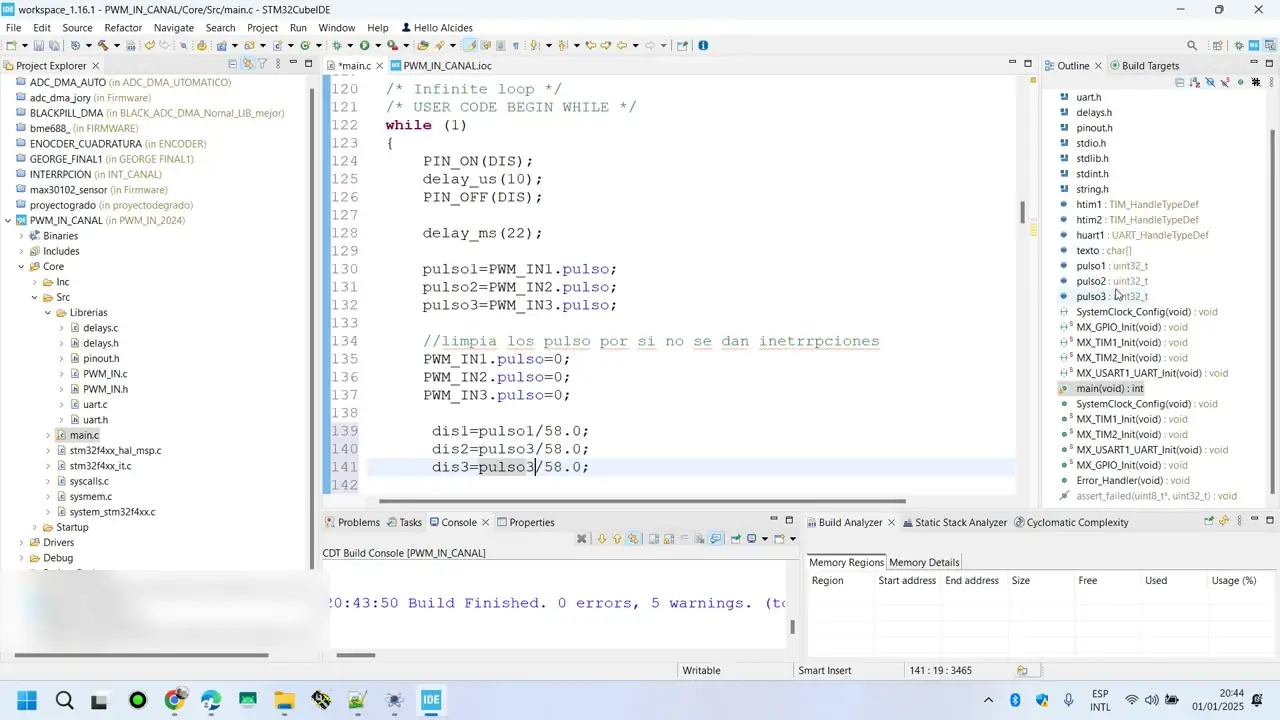 workspace_1.16.1 - PWM_IN_CANAL/Core/Src/main.c - STM32CubeIDE
File Edit Source Refactor Navigate Search Project Run Window Help Hello Alcides
Project Explorer
ADC_DMA_AUTO (in ADC_DMA_UTOMATICO)
adc_dma_jory (in Firmware)
BLACKPILL_DMA (in BLACK_ADC_DMA_Nornal_LIB_mejor)
bme688_ (in FIRMWARE)
ENOCDER_CUADRATURA (in ENCODER)
GEORGE_FINAL1 (in GEORGE FINAL1)
INTERRPCION (in INT_CANAL)
max30102_sensor (in Firmware)
proyectogrado (in proyectodegrado)
PWM_IN_CANAL (in PWM_IN_2024)
Binaries
Includes
Core
Inc
Src
Librerias
delays.c
delays.h
pinout.h
PWM_IN.c
PWM_IN.h
uart.c
uart.h
main.c
stm32f4xx_hal_msp.c
stm32f4xx_it.c
syscalls.c
sysmem.c
system_stm32f4xx.c
Startup
Drivers
Debug
*main.c PWM_IN_CANAL.ioc
120 /* Infinite loop */
121 /* USER CODE BEGIN WHILE */
122 while (1)
123 {
124 PIN_ON(DIS);
125 delay_us(10);
126 PIN_OFF(DIS);
127
128 delay_ms(22);
129
130 pulso1=PWM_IN1.pulso;
131 pulso2=PWM_IN2.pulso;
132 pulso3=PWM_IN3.pulso;
133
134 //limpia los pulso por si no se dan inetrrpciones
135 PWM_IN1.pulso=0;
136 PWM_IN2.pulso=0;
137 PWM_IN3.pulso=0;
138
139 dis1=pulso1/58.0;
140 dis2=pulso3/58.0;
141 dis3=pulso3/58.0;
142
Outline Build Targets
uart.h
delays.h
pinout.h
stdio.h
stdlib.h
stdint.h
string.h
htim1 : TIM_HandleTypeDef
htim2 : TIM_HandleTypeDef
huart1 : UART_HandleTypeDef
texto : char[]
pulso1 : uint32_t
pulso2 : uint32_t
pulso3 : uint32_t
SystemClock_Config(void) : void
MX_GPIO_Init(void) : void
MX_TIM1_Init(void) : void
MX_TIM2_Init(void) : void
MX_USART1_UART_Init(void) : void
main(void) : int
SystemClock_Config(void) : void
MX_TIM1_Init(void) : void
MX_TIM2_Init(void) : void
MX_USART1_UART_Init(void) : void
MX_GPIO_Init(void) : void
Error_Handler(void) : void
assert_failed(uint8_t*, uint32_t) : void
Problems Tasks Console Properties
CDT Build Console [PWM_IN_CANAL]
20:43:50 Build Finished. 0 errors, 5 warnings. (to
Build Analyzer Static Stack Analyzer Cyclomatic Complexity
Memory Regions Memory Details
Region Start address End address Size Free Used Usage (%)
Writable Smart Insert 141 : 19 : 3465
IDE
ESP
INTL
20:44
01/01/2025